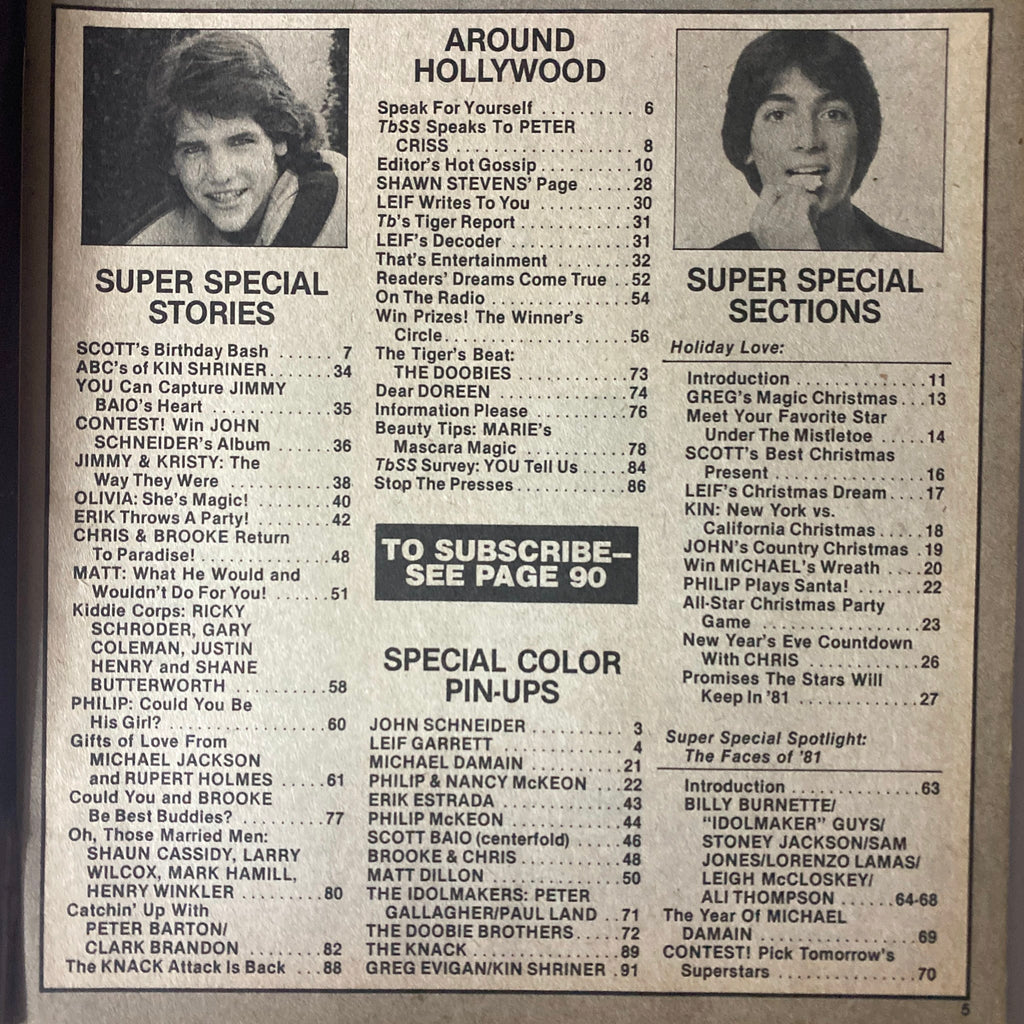 SUPER SPECIAL
STORIES
SCOTT's Birthday Bash ...... 7
ABC's of KIN SHRINER ....... 34
YOU Can Capture JIMMY
BAIO's Heart ............ 35
CONTEST! Win JOHN
SCHNEIDER's Album ...... 36
JIMMY & KRISTY: The
Way They Were .......... 38
OLIVIA: She's Magic! ........ 40
ERIK Throws A Party! ....... 42
CHRIS & BROOKE Return
To Paradise! ............. 48
MATT: What He Would and
Wouldn't Do For You! ..... 51
Kiddie Corps: RICKY
SCHRODER, GARY
COLEMAN, JUSTIN
HENRY and SHANE
BUTTERWORTH ......... 58
PHILIP: Could You Be
His Girl? ................ 60
Gifts of Love From
MICHAEL JACKSON
and RUPERT HOLMES ..... 61
Could You and BROOKE
Be Best Buddies? ......... 77
Oh, Those Married Men:
SHAUN CASSIDY, LARRY
WILCOX, MARK HAMILL,
HENRY WINKLER ........ 80
Catchin' Up With
PETER BARTON/
CLARK BRANDON ....... 82
The KNACK Attack Is Back ... 88
AROUND
HOLLYWOOD
Speak For Yourself .......... 6
TbSS Speaks To PETER
CRISS .................. 8
Editor's Hot Gossip .......... 10
SHAWN STEVENS' Page ..... 28
LEIF Writes To You ......... 30
Tb's Tiger Report ........... 31
LEIF's Decoder ............. 31
That's Entertainment ........ 32
Readers' Dreams Come True .. 52
On The Radio .............. 54
Win Prizes! The Winner's
Circle .................. 56
The Tiger's Beat:
THE DOOBIES ........... 73
Dear DOREEN .............. 74
Information Please .......... 76
Beauty Tips: MARIE's
Mascara Magic .......... 78
TbSS Survey: YOU Tell Us ..... 84
Stop The Presses ........... 86
TO SUBSCRIBE–
SEE PAGE 90
SPECIAL COLOR
PIN-UPS
JOHN SCHNEIDER .......... 3
LEIF GARRETT ............. 4
MICHAEL DAMAIN .......... 21
PHILIP & NANCY McKEON ... 22
ERIK ESTRADA ............. 43
PHILIP McKEON ............ 44
SCOTT BAIO (centerfold) ..... 46
BROOKE & CHRIS ........... 48
MATT DILLON .............. 50
THE IDOLMAKERS: PETER
GALLAGHER/PAUL LAND .. 71
THE DOOBIE BROTHERS ..... 72
THE KNACK ............... 89
GREG EVIGAN/KIN SHRINER . 91
SUPER SPECIAL
SECTIONS
Holiday Love:
Introduction ............... 11
GREG's Magic Christmas ... 13
Meet Your Favorite Star
Under The Mistletoe ..... 14
SCOTT's Best Christmas
Present ................ 16
LEIF's Christmas Dream .... 17
KIN: New York vs.
California Christmas ..... 18
JOHN's Country Christmas . 19
Win MICHAEL's Wreath .... 20
PHILIP Plays Santa! ........ 22
All-Star Christmas Party
Game ................. 23
New Year's Eve Countdown
With CHRIS ............ 26
Promises The Stars Will
Keep In '81 ............. 27
Super Special Spotlight:
The Faces of '81
Introduction .............. 63
BILLY BURNETTE/
"IDOLMAKER" GUYS/
STONEY JACKSON/SAM
JONES/LORENZO LAMAS/
LEIGH McCLOSKEY/
ALI THOMPSON ...... 64-68
The Year Of MICHAEL
DAMAIN ................. 69
CONTEST! Pick Tomorrow's
Superstars .............. 70
5